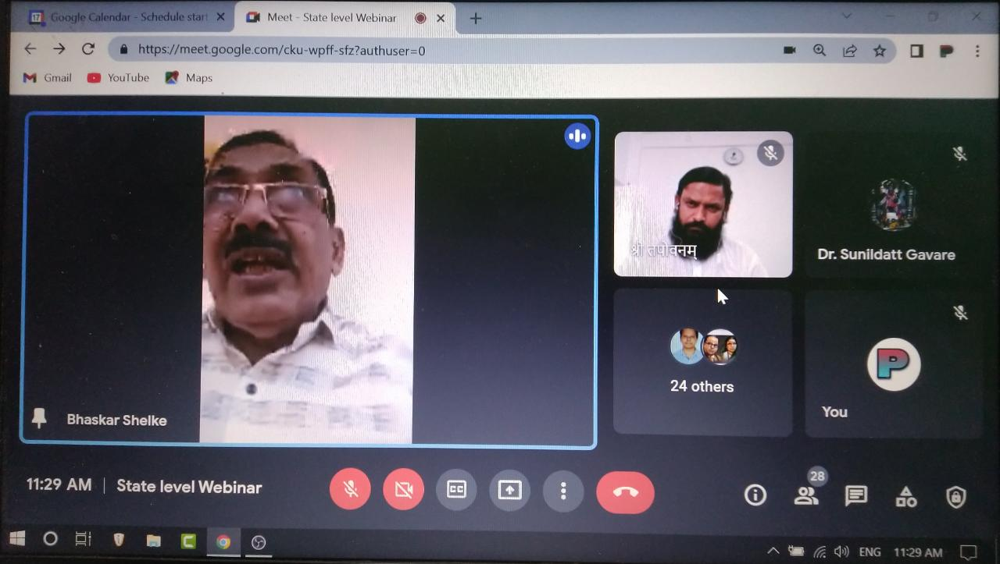 Google Calendar - Schedule start
Meet - State level Webinar
https://meet.google.com/cku-wpff-sfz?authuser=0
Gmail
YouTube
Maps
Bhaskar Shelke
श्री तपोवनम्
Dr. Sunildatt Gavare
24 others
P
You
11:29 AM | State level Webinar
CC
28
ENG
11:29 AM